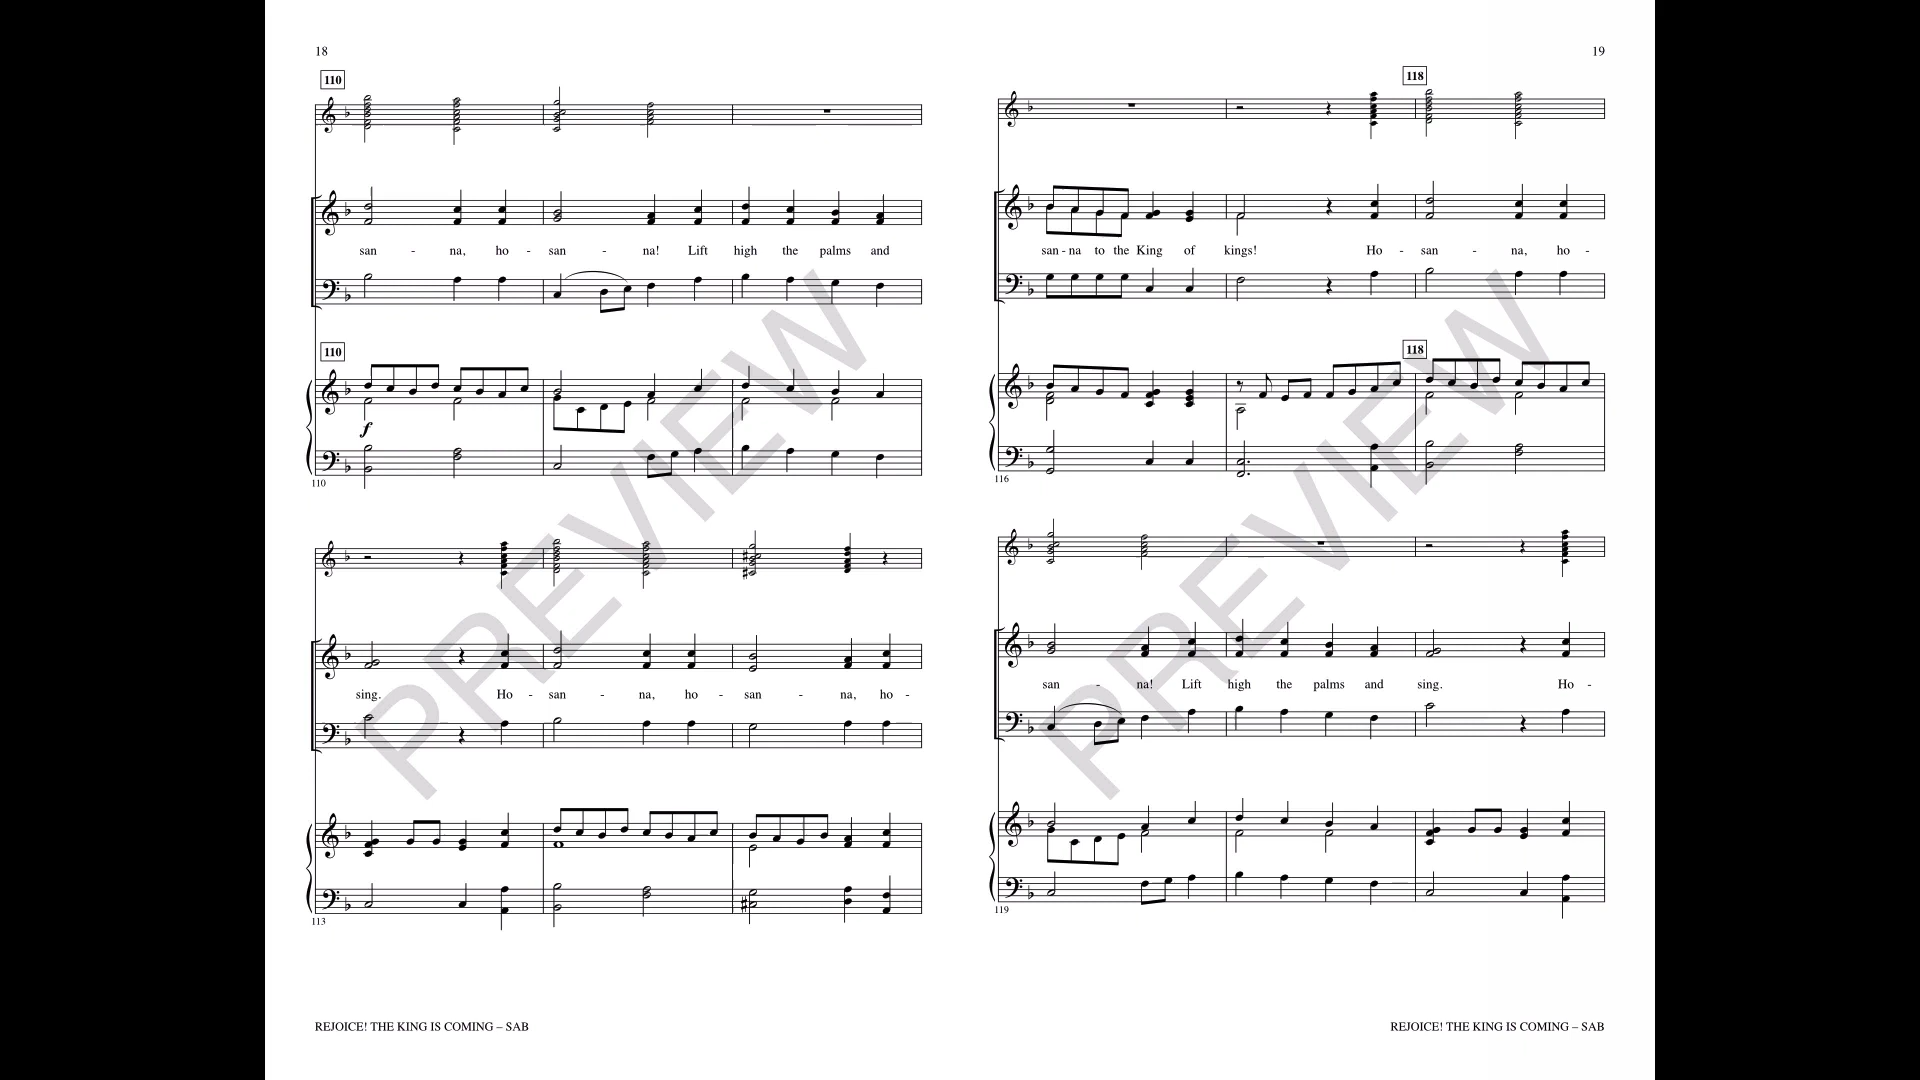 18
110
san - na, ho - san - na! Lift high the palms and
110
f
110
sing. Ho - san - na, ho - san - na, ho -
113
REJOICE! THE KING IS COMING – SAB
19
118
san - na to the King of kings! Ho - san - na, ho -
118
116
san - na! Lift high the palms and sing. Ho -
119
REJOICE! THE KING IS COMING – SAB
PREVIEW
PREVIEW